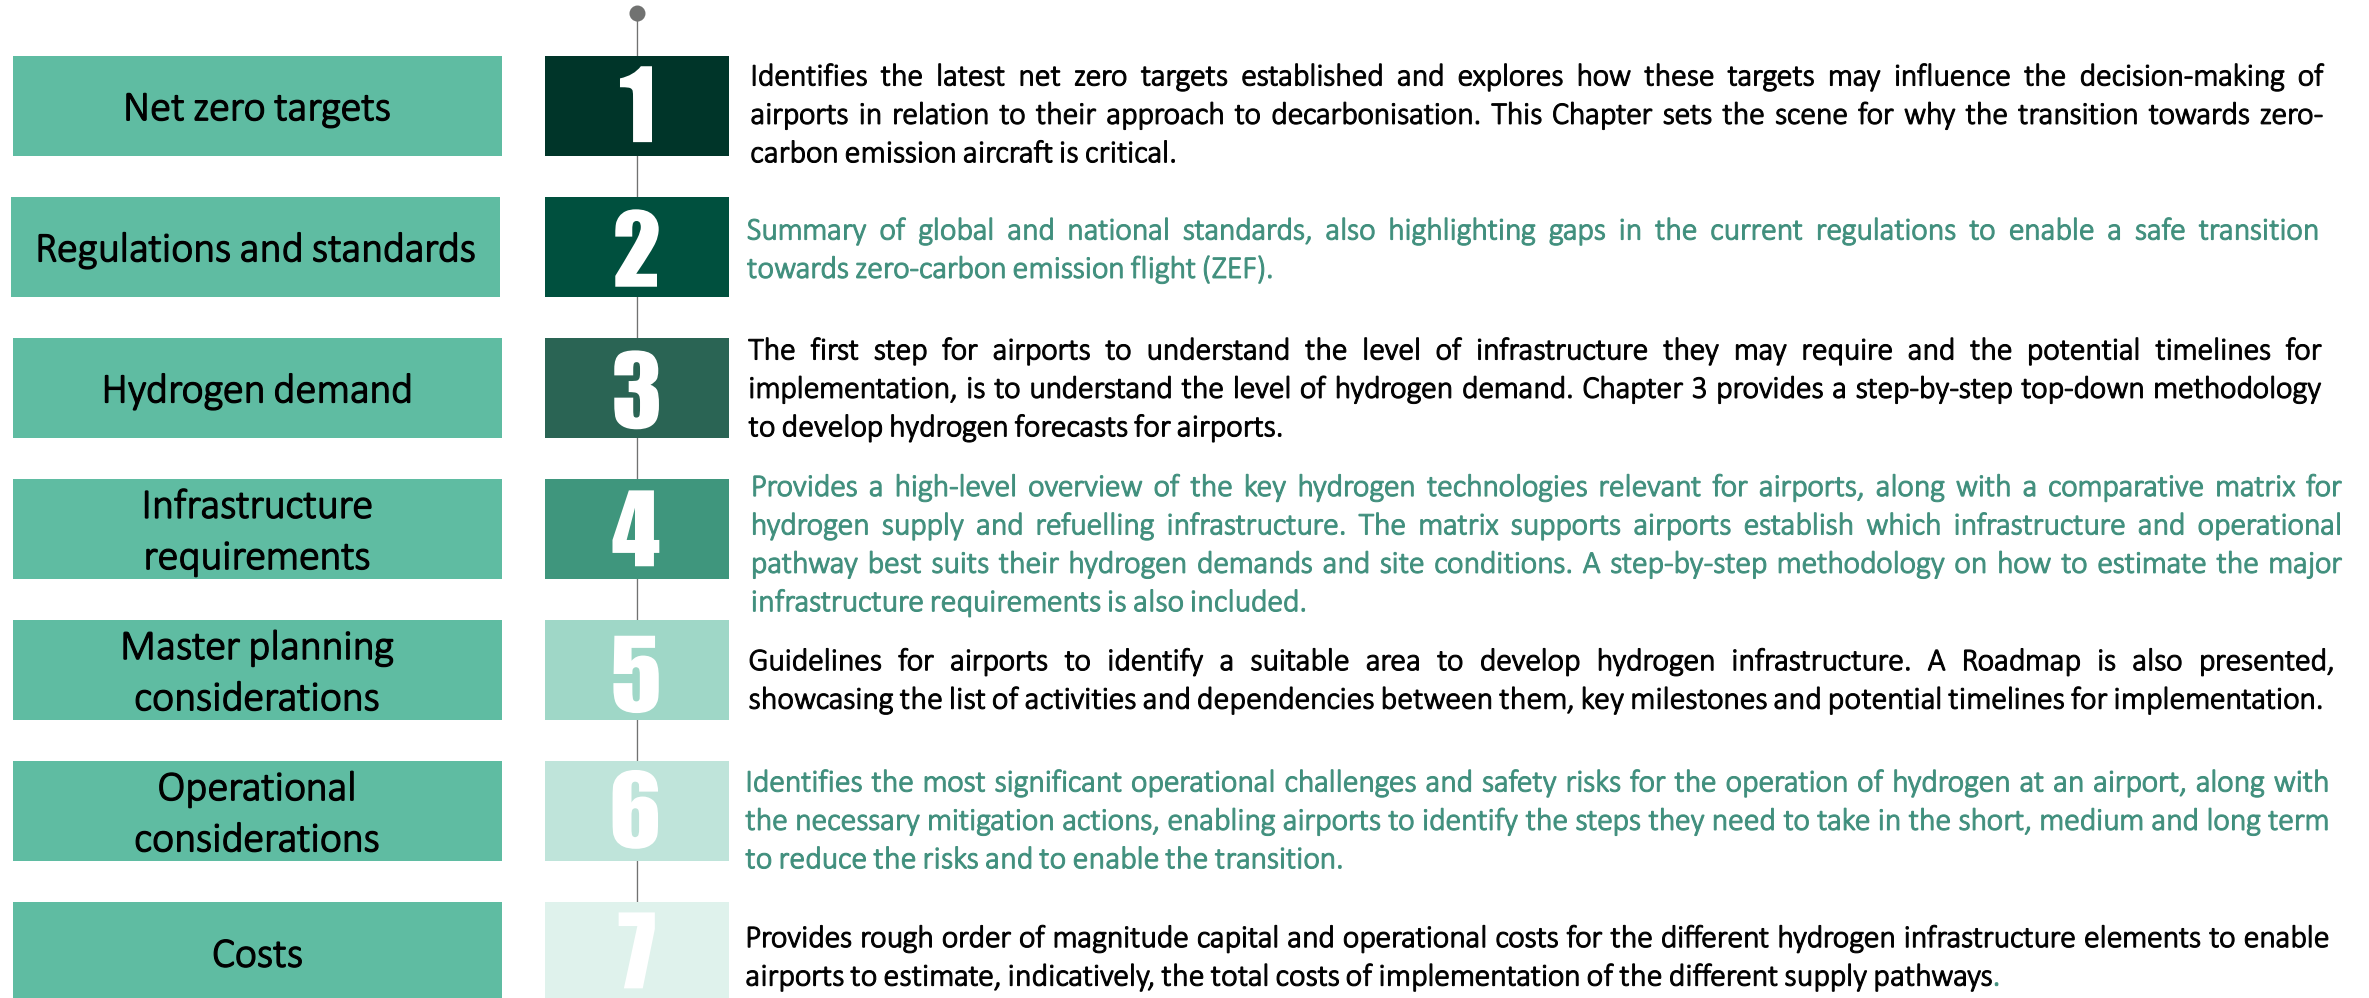 Net zero targets
1
Identifies the latest net zero targets established and explores how these targets may influence the decision-making of
airports in relation to their approach to decarbonisation. This Chapter sets the scene for why the transition towards zero-
carbon emission aircraft is critical.
Regulations and standards
2
Summary of global and national standards, also highlighting gaps in the current regulations to enable a safe transition
towards zero-carbon emission flight (ZEF).
Hydrogen demand
3
The first step for airports to understand the level of infrastructure they may require and the potential timelines for
implementation, is to understand the level of hydrogen demand. Chapter 3 provides a step-by-step top-down methodology
to develop hydrogen forecasts for airports.
Infrastructure
requirements
4
Provides a high-level overview of the key hydrogen technologies relevant for airports, along with a comparative matrix for
hydrogen supply and refuelling infrastructure. The matrix supports airports establish which infrastructure and operational
pathway best suits their hydrogen demands and site conditions. A step-by-step methodology on how to estimate the major
infrastructure requirements is also included.
Master planning
considerations
5
Guidelines for airports to identify a suitable area to develop hydrogen infrastructure. A Roadmap is also presented,
showcasing the list of activities and dependencies between them, key milestones and potential timelines for implementation.
Operational
considerations
6
Identifies the most significant operational challenges and safety risks for the operation of hydrogen at an airport, along with
the necessary mitigation actions, enabling airports to identify the steps they need to take in the short, medium and long term
to reduce the risks and to enable the transition.
Costs
7
Provides rough order of magnitude capital and operational costs for the different hydrogen infrastructure elements to enable
airports to estimate, indicatively, the total costs of implementation of the different supply pathways.